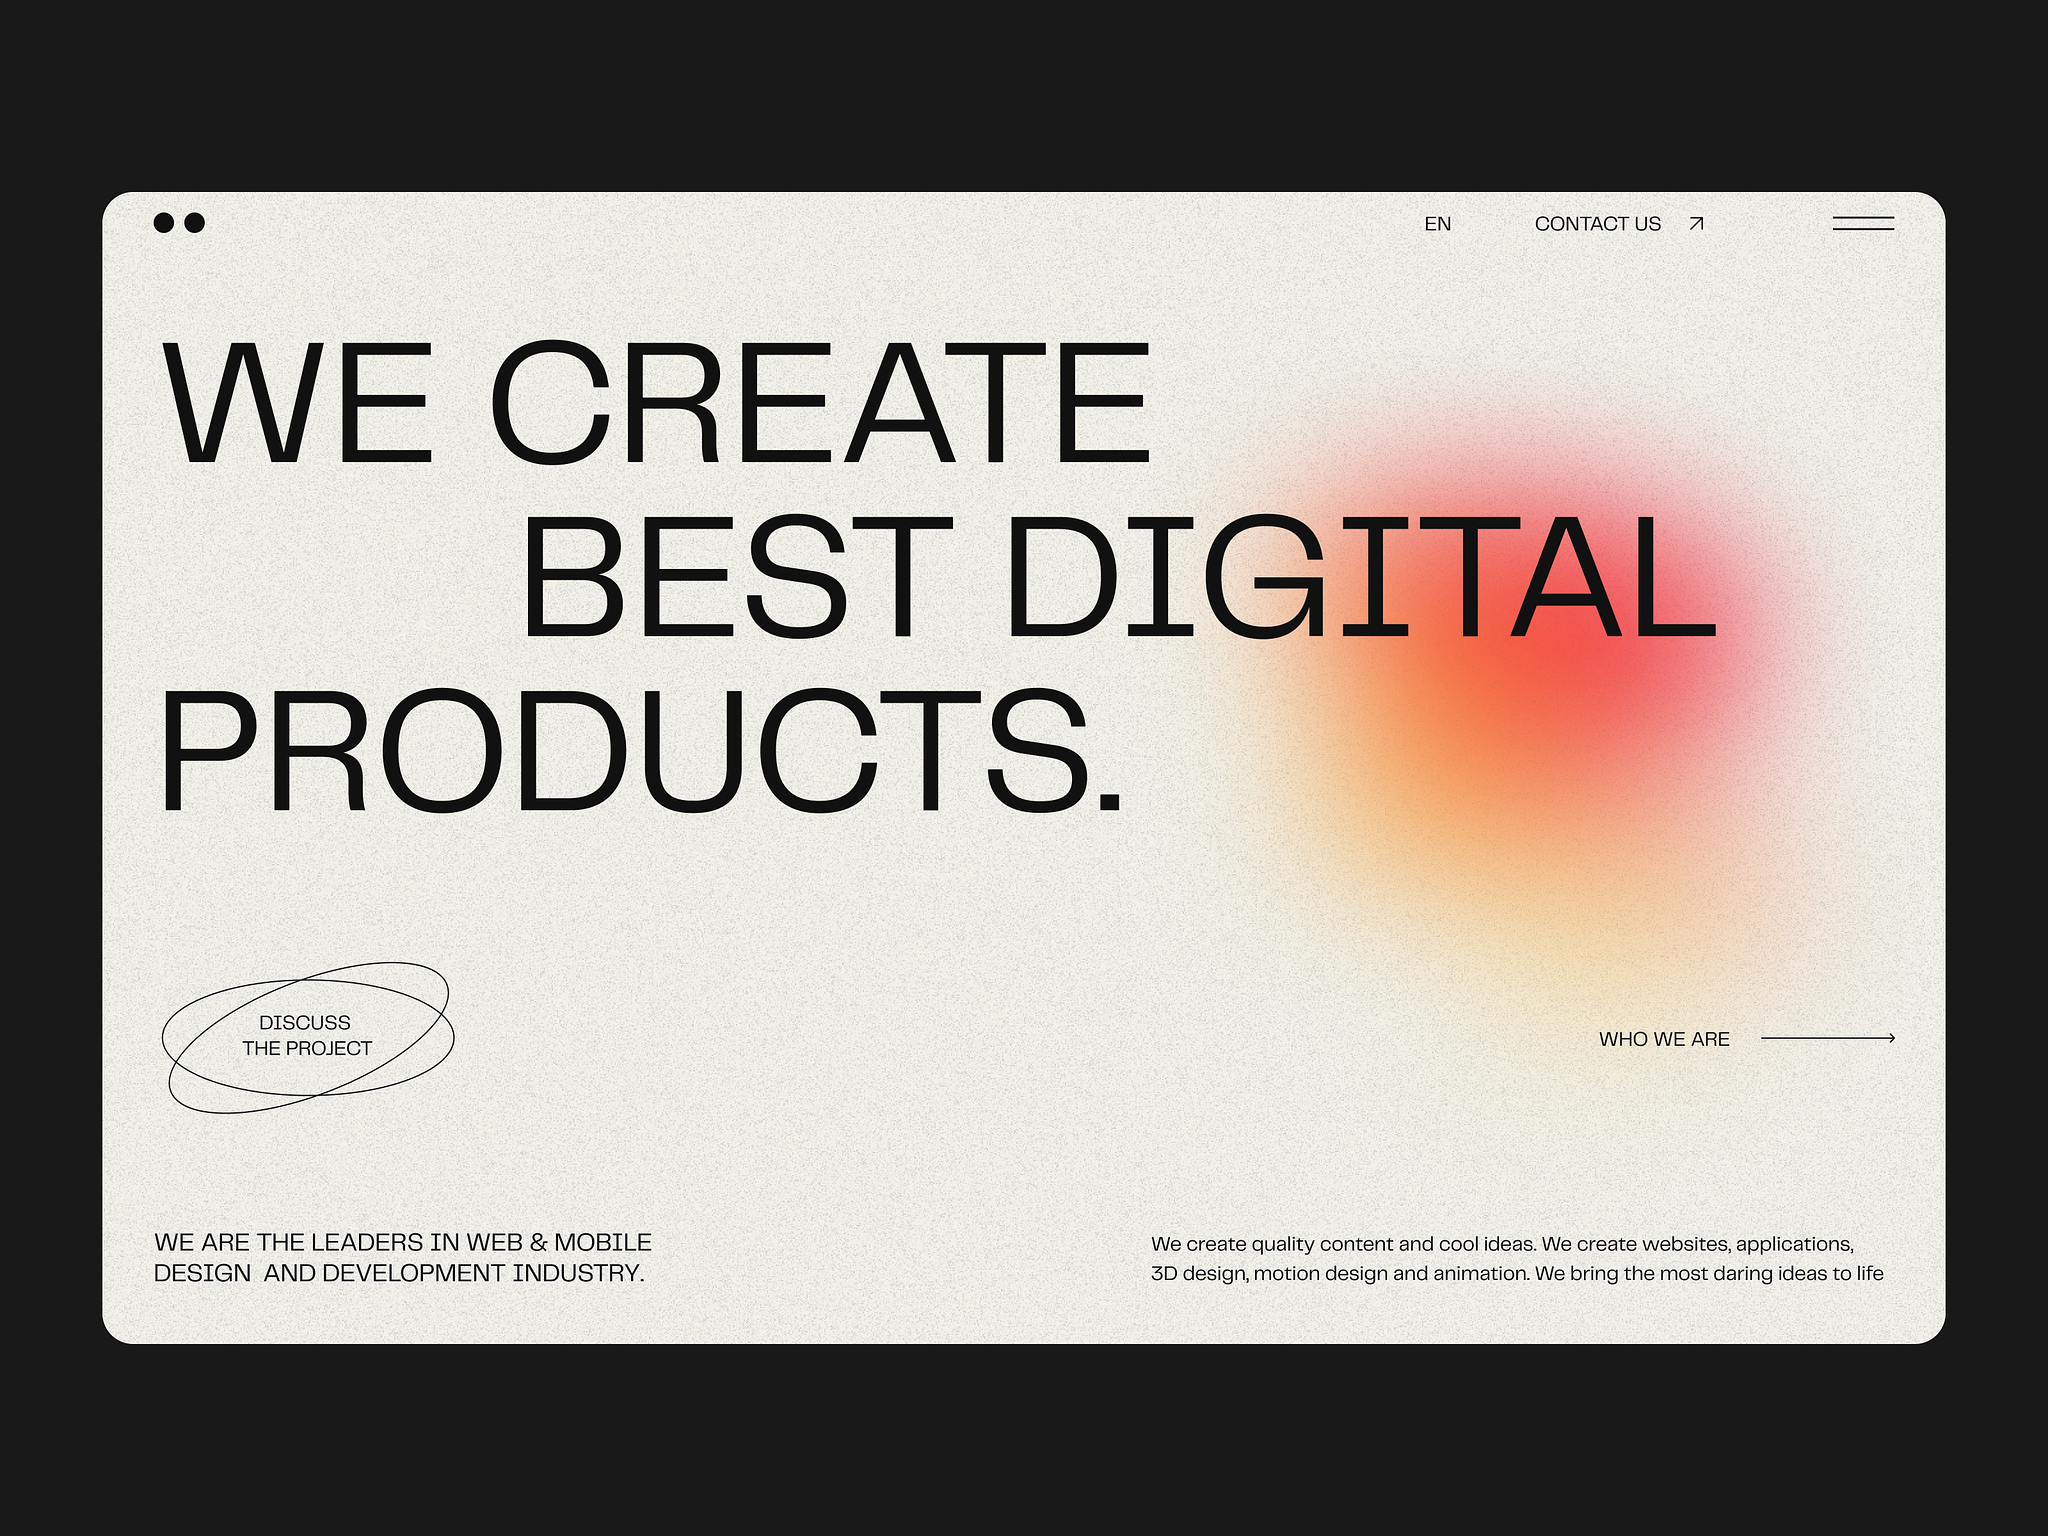 EN
CONTACT US
WE CREATE
BEST DIGITAL
PRODUCTS.
DISCUSS
THE PROJECT
WHO WE ARE
WE ARE THE LEADERS IN WEB & MOBILE
DESIGN  AND DEVELOPMENT INDUSTRY.
We create quality content and cool ideas. We create websites, applications,
3D design, motion design and animation. We bring the most daring ideas to life